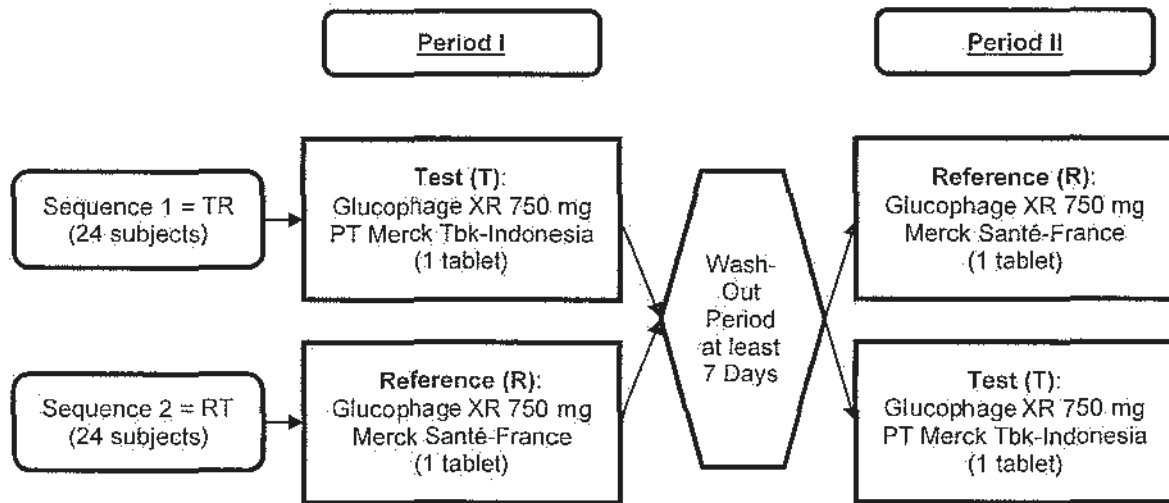 Period I
Period II
Sequence 1 = TR
(24 subjects)
Test (T):
Glucophage XR 750 mg
PT Merck Tbk-Indonesia
(1 tablet)
Sequence 2 = RT
(24 subjects)
Reference (R):
Glucophage XR 750 mg
Merck Santé-France
(1 tablet)
Wash-
Out
Period
at least
7 Days
Reference (R):
Glucophage XR 750 mg
Merck Santé-France
(1 tablet)
Test (T):
Glucophage XR 750 mg
PT Merck Tbk-Indonesia
(1 tablet)